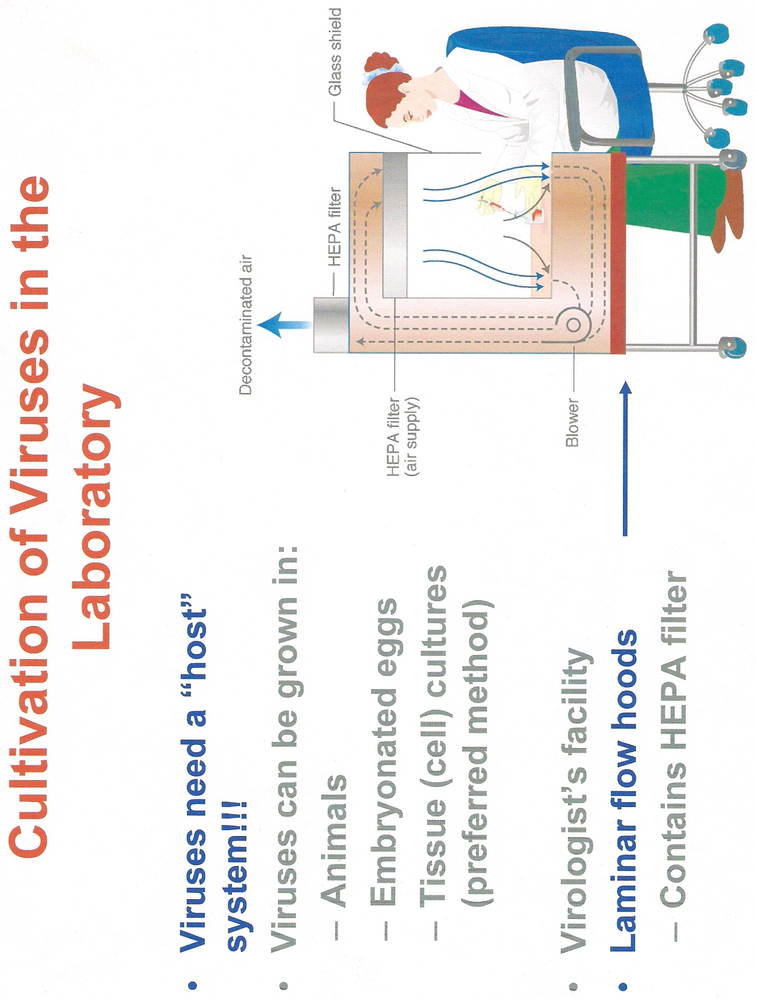 Cultivation of Viruses in the
Laboratory
• Viruses need a “host”
system!!!
• Viruses can be grown in:
– Animals
– Embryonated eggs
– Tissue (cell) cultures
(preferred method)
• Virologist’s facility
• Laminar flow hoods
– Contains HEPA filter
Decontaminated air
HEPA filter
Glass shield
HEPA filter
(air supply)
Blower